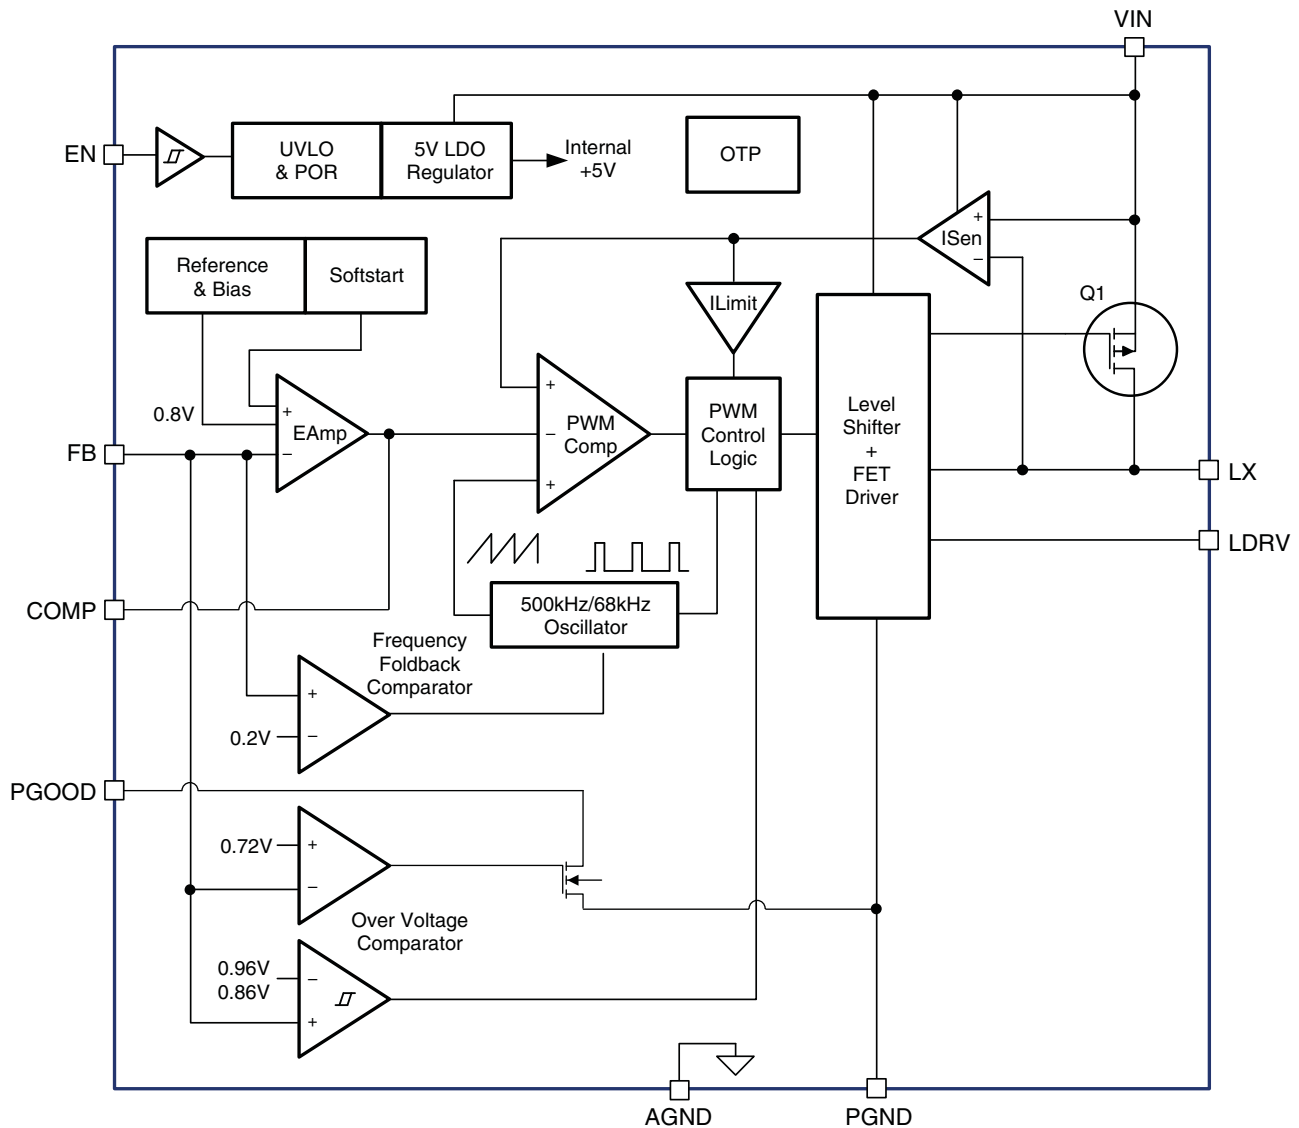 VIN
EN
UVLO
& POR
5V LDO
Regulator
Internal
+5V
OTP
Reference
& Bias
Softstart
+
ISen
–
ILimit
Q1
0.8V
+
EAmp
–
FB
+
–
PWM
Comp
+
PWM
Control
Logic
Level
Shifter
+
FET
Driver
LX
LDRV
COMP
500kHz/68kHz
Oscillator
Frequency
Foldback
Comparator
+
0.2V
–
PGOOD
0.72V
+
–
Over Voltage
Comparator
0.96V
0.86V
–
+
AGND
PGND